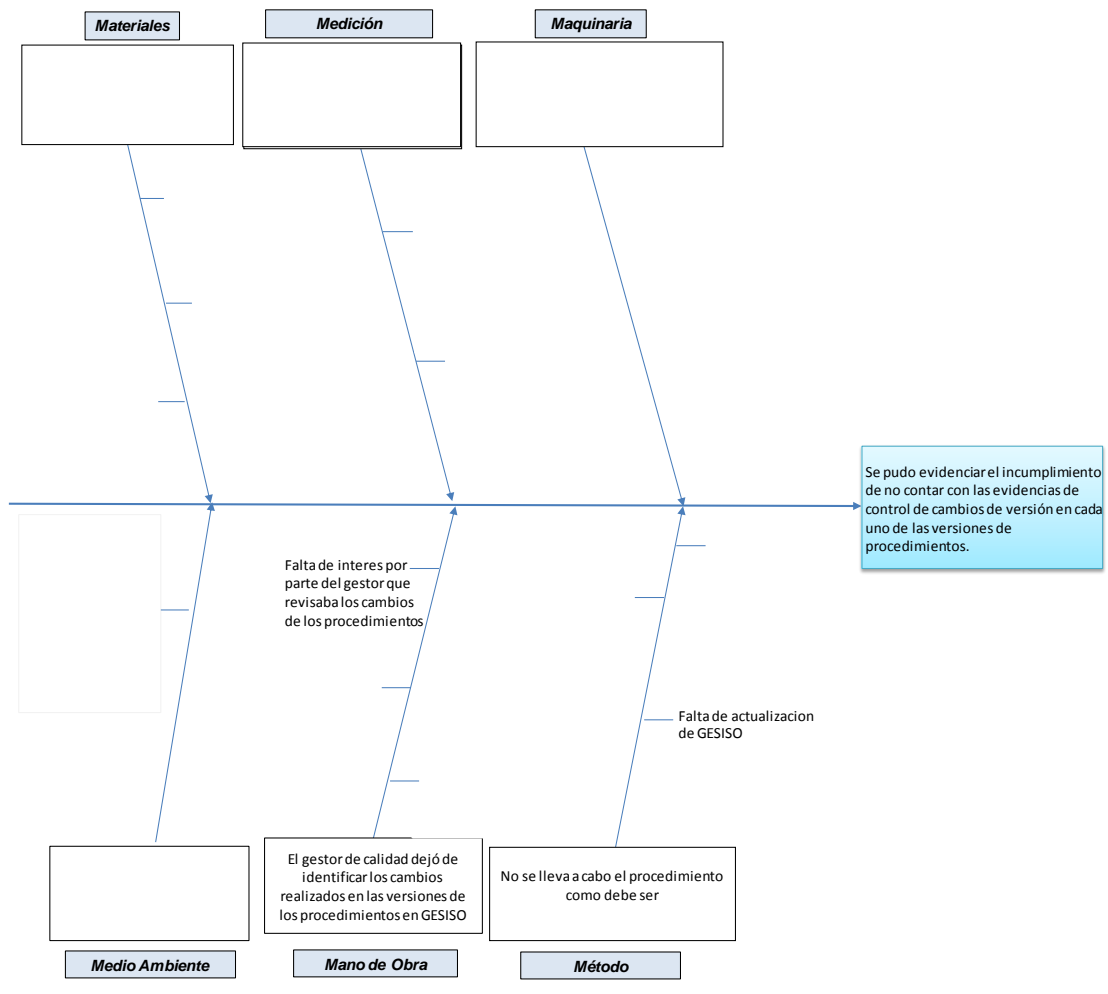 Materiales
Medición
Maquinaria
Se pudo evidenciar el incumplimiento
de no contar con las evidencias de
control de cambios de versión en cada
uno de las versiones de
procedimientos.
Falta de interes por
parte del gestor que
revisaba los cambios
de los procedimientos
Falta de actualizacion
de GESISO
El gestor de calidad dejó de
identificar los cambios
realizados en las versiones de
los procedimientos en GESISO
No se lleva a cabo el procedimiento
como debe ser
Medio Ambiente
Mano de Obra
Método